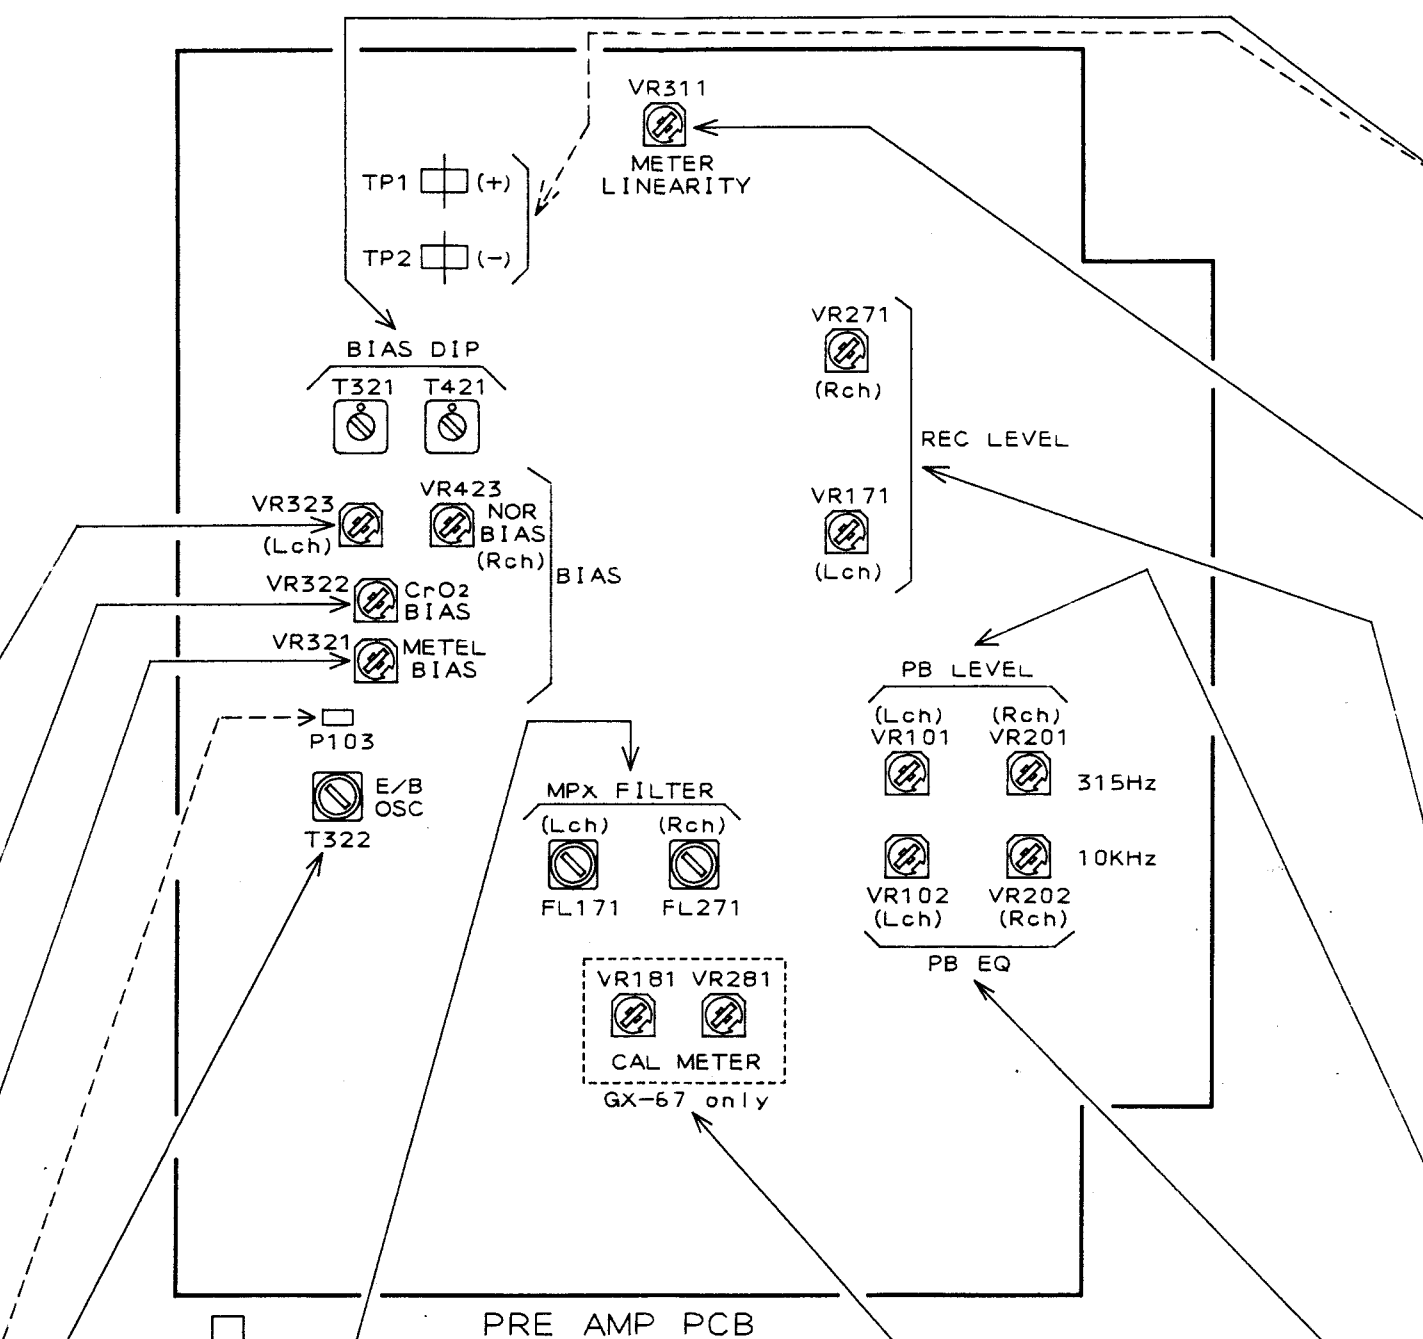 VR311
METER
LINEARITY
TP1 (+)
TP2 (-)
BIAS DIP
T321 T421
VR271
(Rch)
REC LEVEL
VR171
(Lch)
VR323
(Lch)
VR423
NOR
BIAS
(Rch)
BIAS
VR322
CrO2
BIAS
VR321
METEL
BIAS
P103
E/B
OSC
T322
MPX FILTER
(Lch) (Rch)
FL171 FL271
PB LEVEL
(Lch) (Rch)
VR101 VR201
315Hz
10KHz
VR102 VR202
(Lch) (Rch)
PB EQ
VR181 VR281
CAL METER
GX-67 only
PRE AMP PCB